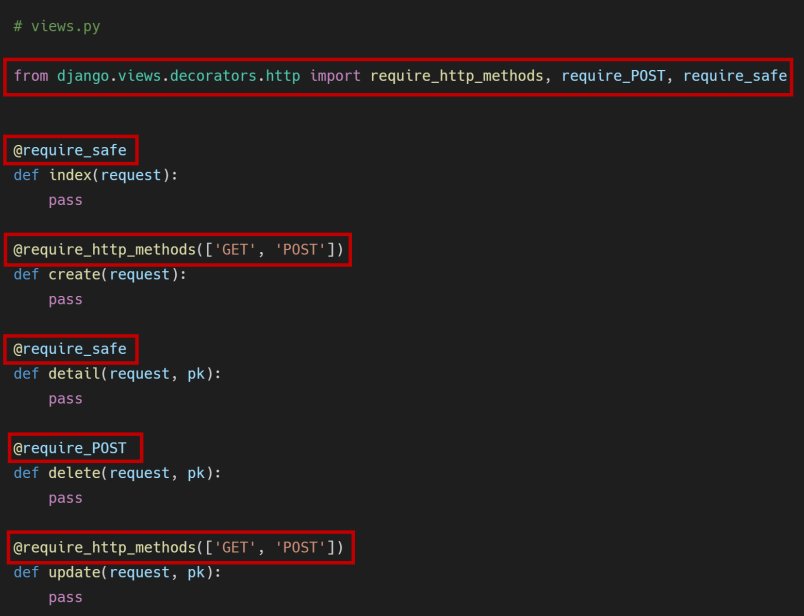 # views.py
from django.views.decorators.http import require_http_methods, require_POST, require_safe
@require_safe
def index(request):
    pass
@require_http_methods(['GET', 'POST'])
def create(request):
    pass
@require_safe
def detail(request, pk):
    pass
@require_POST
def delete(request, pk):
    pass
@require_http_methods(['GET', 'POST'])
def update(request, pk):
    pass